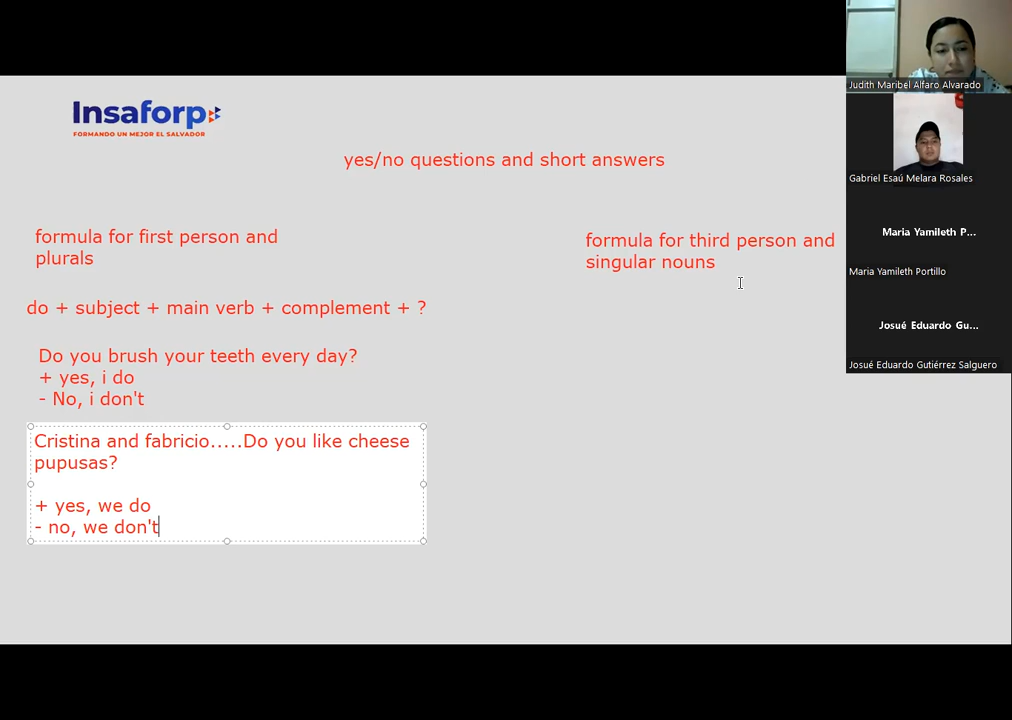 Insaforp
FORMANDO UN MEJOR EL SALVADOR
yes/no questions and short answers
formula for first person and
plurals
do + subject + main verb + complement + ?
Do you brush your teeth every day?
+ yes, i do
- No, i don't
Cristina and fabricio.....Do you like cheese
pupusas?
+ yes, we do
- no, we don't
formula for third person and
singular nouns
Judith Maribel Alfaro Alvarado
Gabriel Esaú Melara Rosales
Maria Yamileth P...
Maria Yamileth Portillo
Josué Eduardo Gu...
Josué Eduardo Gutiérrez Salguero